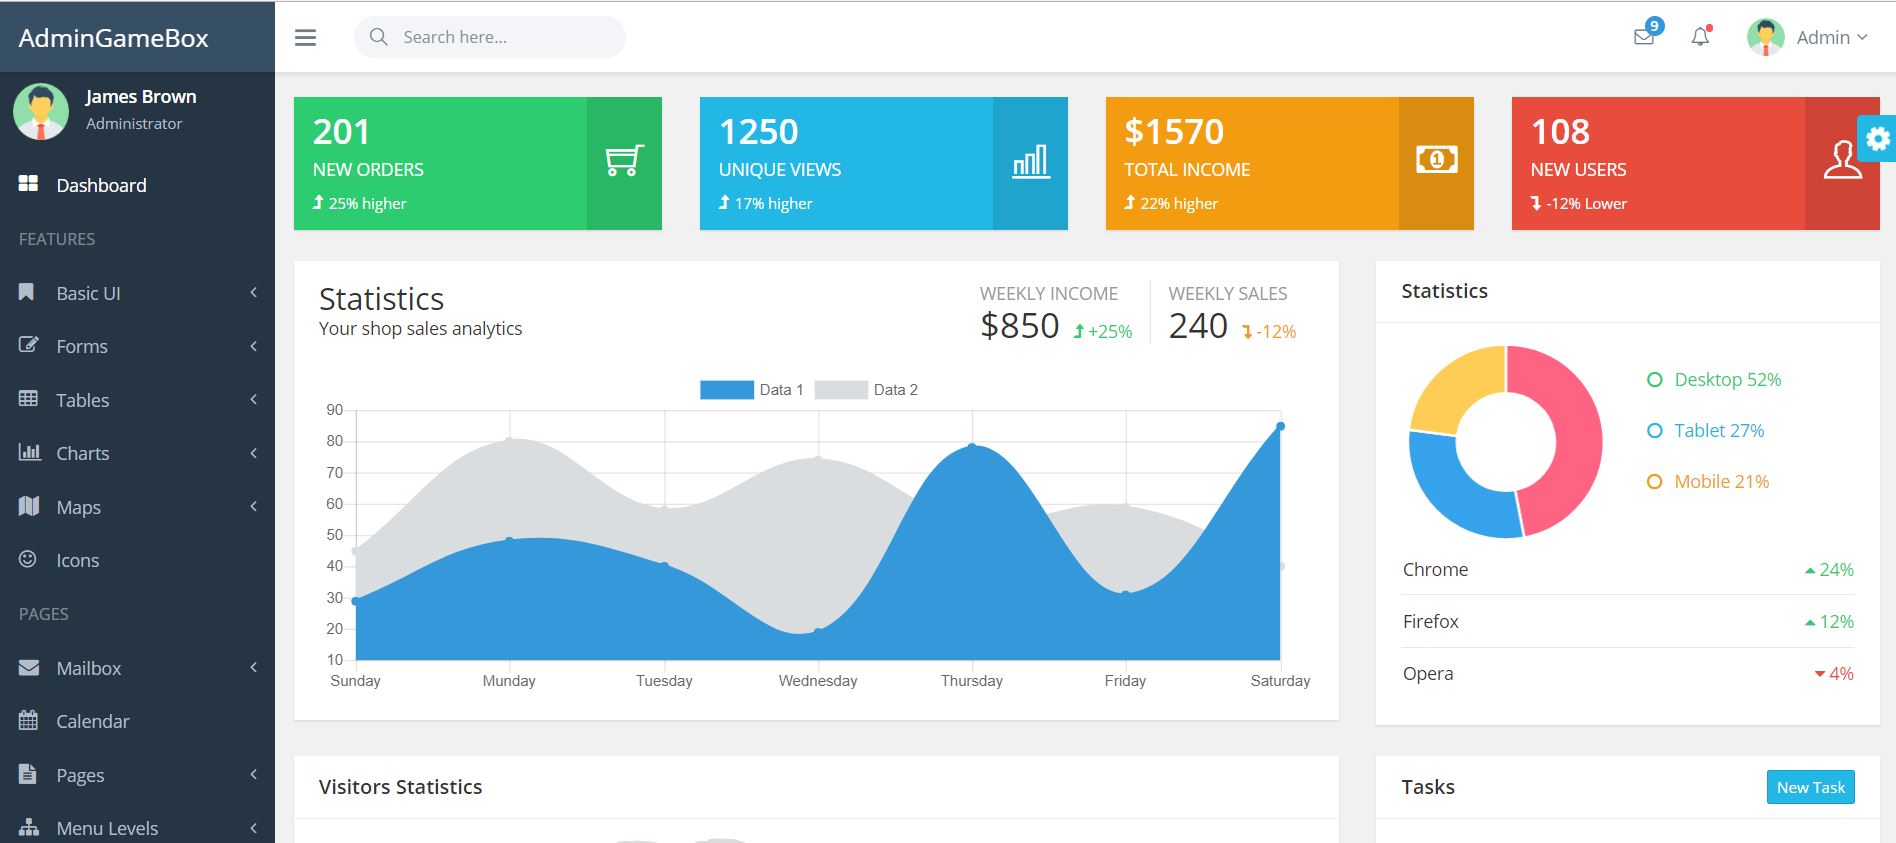 AdminGameBox
Search here...
9
Admin
James Brown
Administrator
Dashboard
FEATURES
Basic UI
Forms
Tables
Charts
Maps
Icons
PAGES
Mailbox
Calendar
Pages
Menu Levels
201
NEW ORDERS
25% higher
1250
UNIQUE VIEWS
17% higher
$1570
TOTAL INCOME
22% higher
1
108
NEW USERS
-12% Lower
Statistics
Your shop sales analytics
WEEKLY INCOME
$850 +25%
WEEKLY SALES
240 -12%
Data 1 Data 2
90
80
70
60
50
40
30
20
10
Sunday Munday Tuesday Wednesday Thursday Friday Saturday
Statistics
Desktop 52%
Tablet 27%
Mobile 21%
Chrome 24%
Firefox 12%
Opera 4%
Visitors Statistics
Tasks
New Task